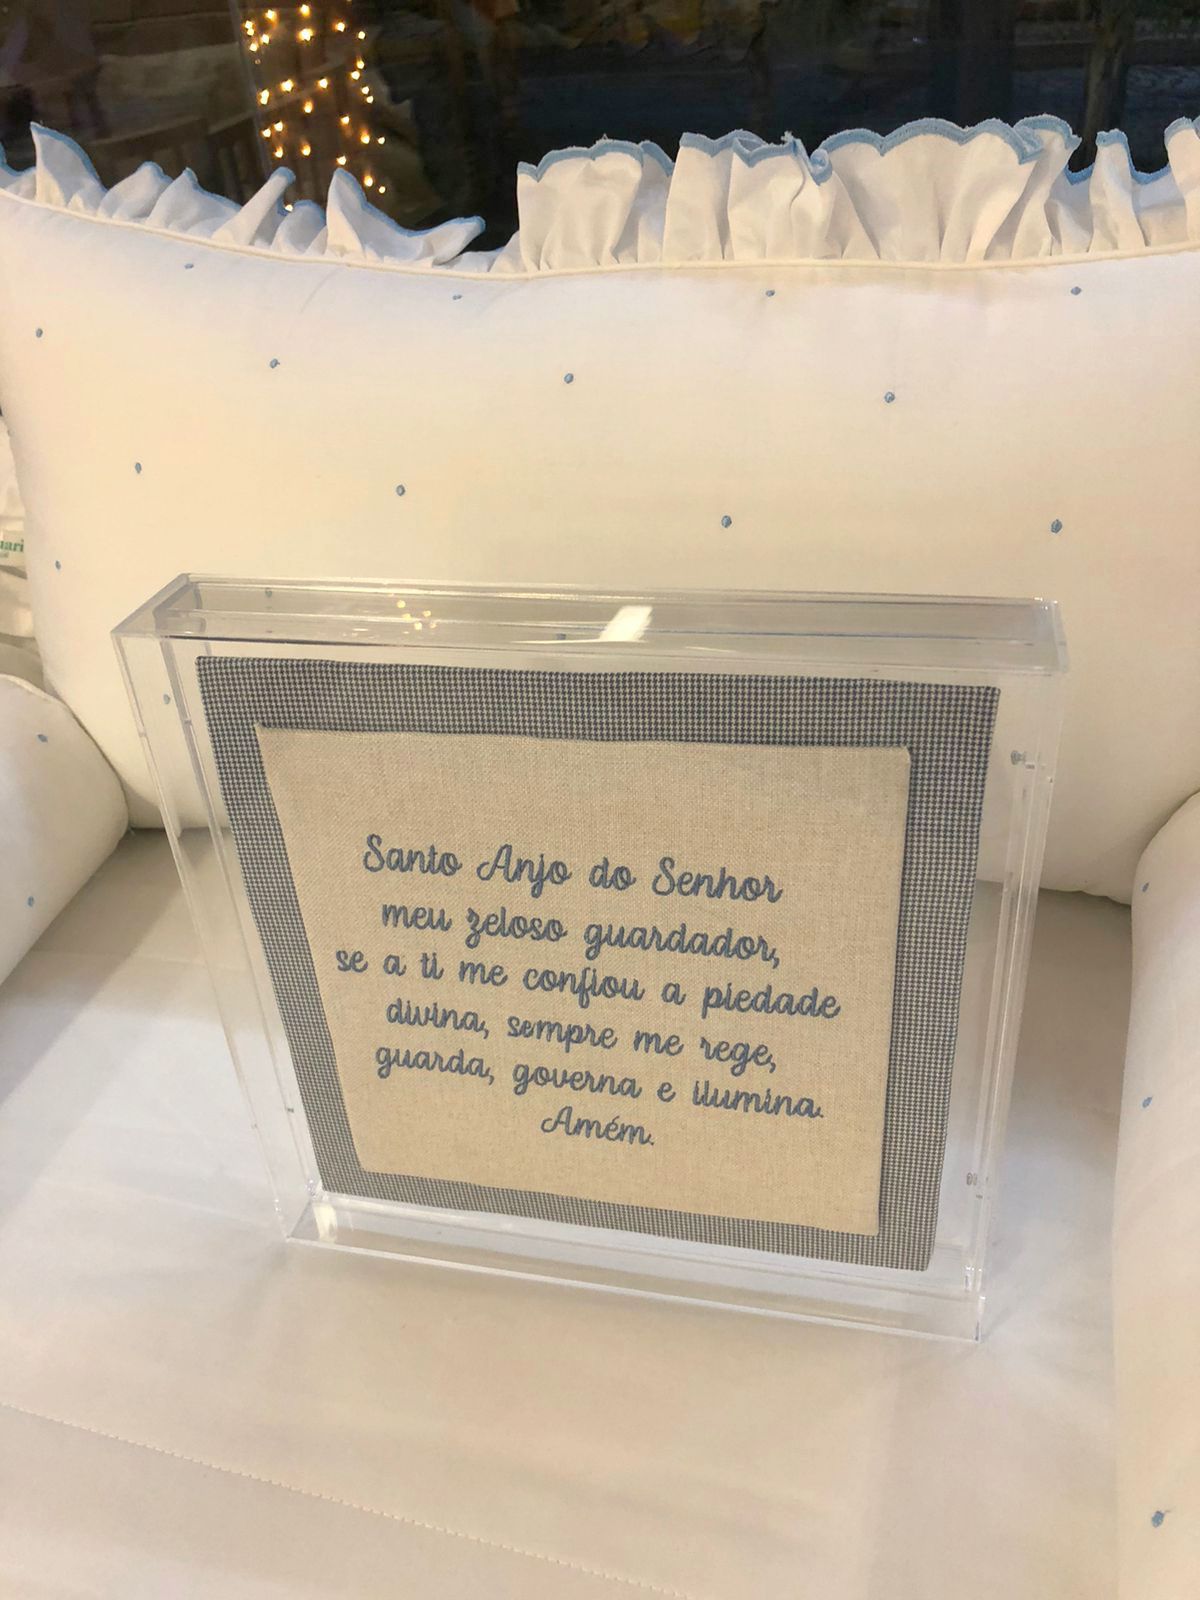 Santo Anjo do Senhor
meu zeloso guardador,
se a ti me confiou a piedade
divina, sempre me rege,
guarda, governa e ilumina.
Amém.